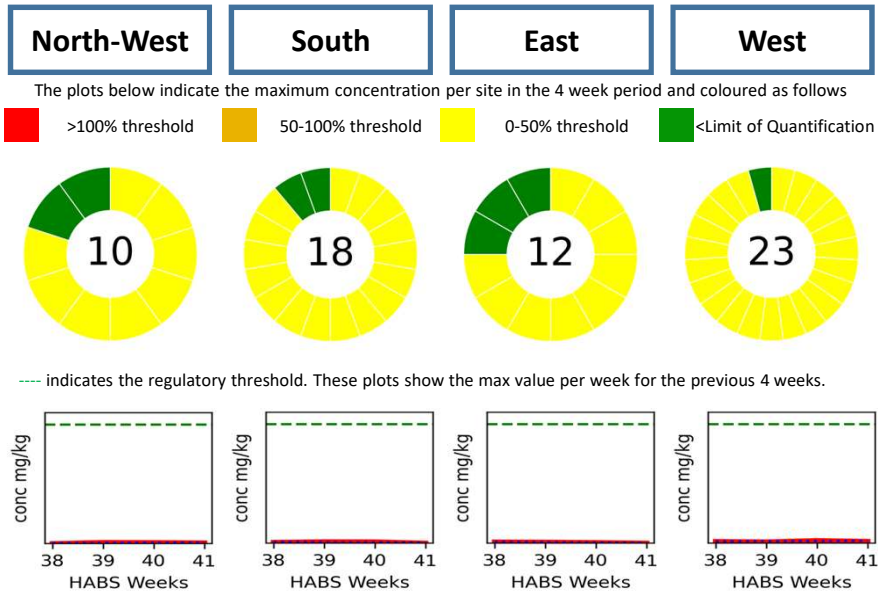 North-West South East West
The plots below indicate the maximum concentration per site in the 4 week period and coloured as follows
>100% threshold 50-100% threshold 0-50% threshold <Limit of Quantification
10 18 12 23
---- indicates the regulatory threshold. These plots show the max value per week for the previous 4 weeks.
conc mg/kg conc mg/kg conc mg/kg conc mg/kg
38 39 40 41 38 39 40 41 38 39 40 41 38 39 40 41
HABS Weeks HABS Weeks HABS Weeks HABS Weeks